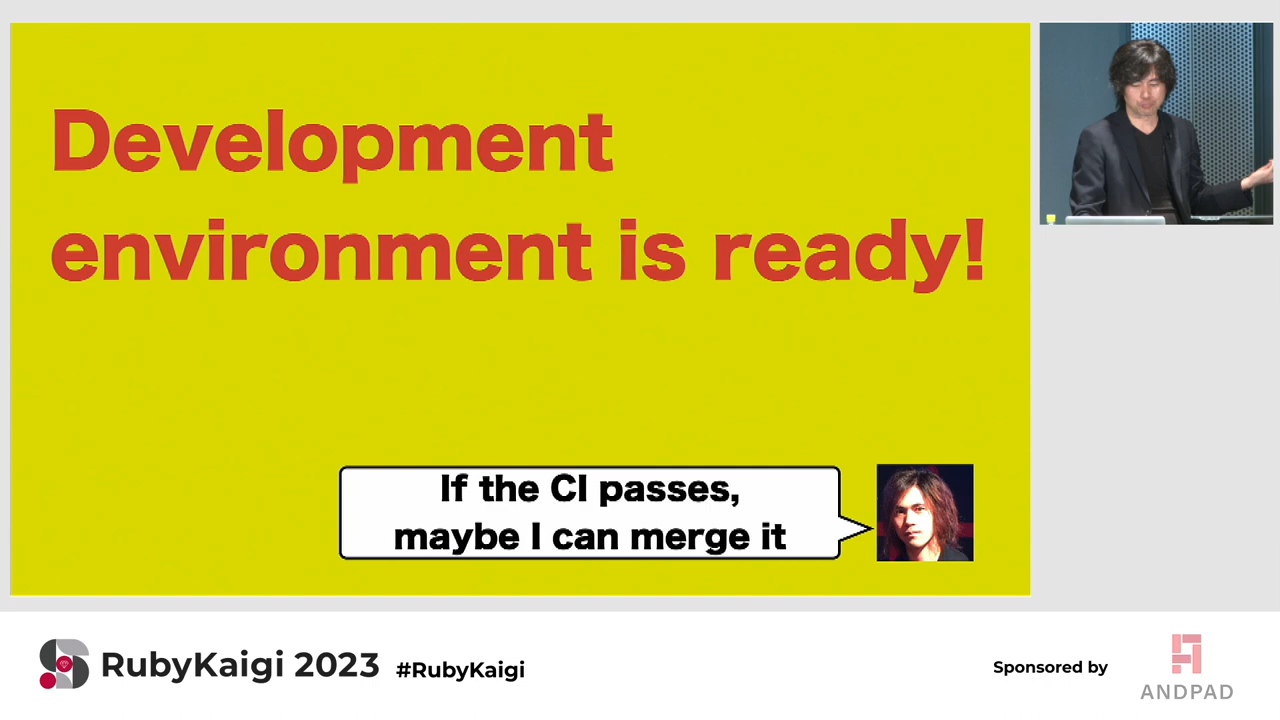 Development
environment is ready!
If the CI passes,
maybe I can merge it
RubyKaigi 2023 #RubyKaigi
Sponsored by
ANDPAD